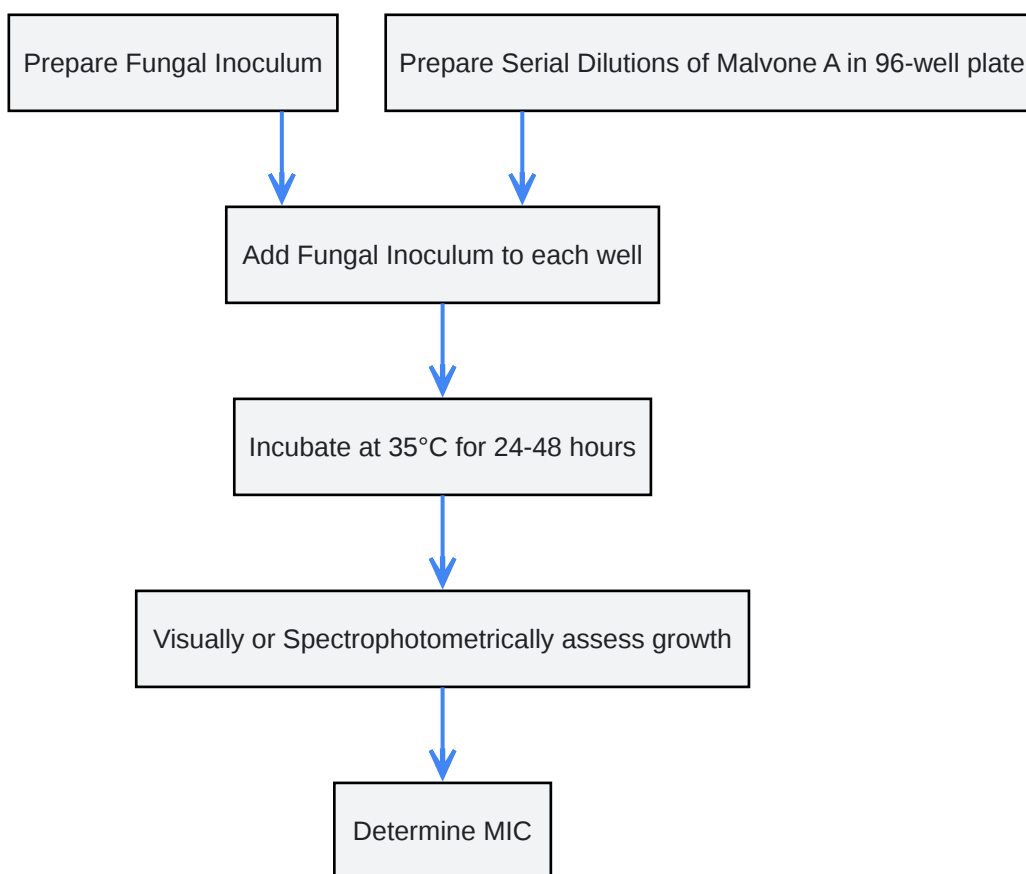 Prepare Fungal Inoculum
Prepare Serial Dilutions of Malvone A in 96-well plate
Add Fungal Inoculum to each well
Incubate at 35°C for 24-48 hours
Visually or Spectrophotometrically assess growth
Determine MIC